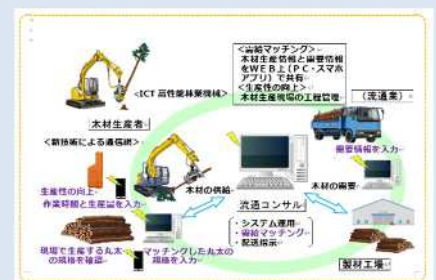 <需給マッチング>
木材生産情報と需要情報
をWEB上(PC・スマホ
アプリ)で共有
<生産性の向上>
木材生産現場の工程管理
(流通業)
<ICT高性能林業機械>
木材生産者
<新技術による通信網>
需要情報を入力
生産性の向上
作業時間と生産量を入力
木材の供給
木材の需要
流通コンサル
・システム運用
・需給マッチング
・配送指示
現場で生産する丸太
の規格を確認
マッチングした丸太の
規格を入力
製材工場